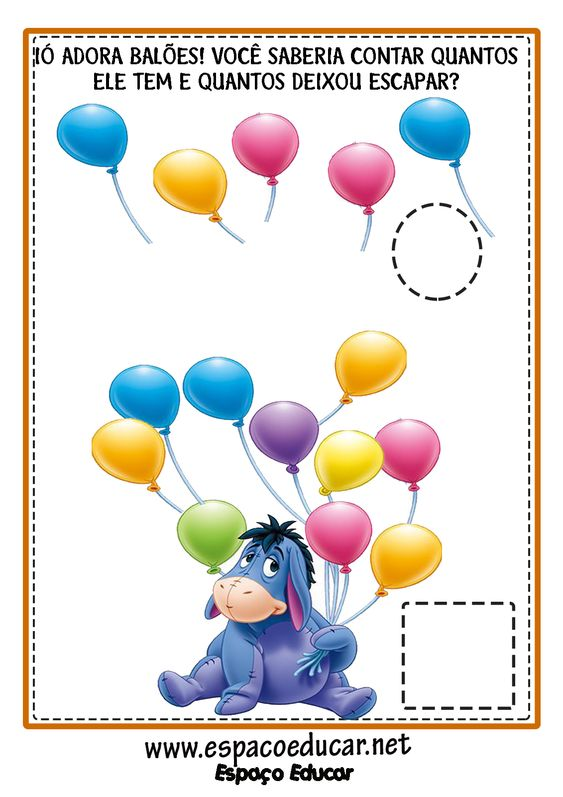 IÓ ADORA BALÕES! VOCÊ SABERIA CONTAR QUANTOS
ELE TEM E QUANTOS DEIXOU ESCAPAR?
www.espacoeducar.net
Espaço Educar